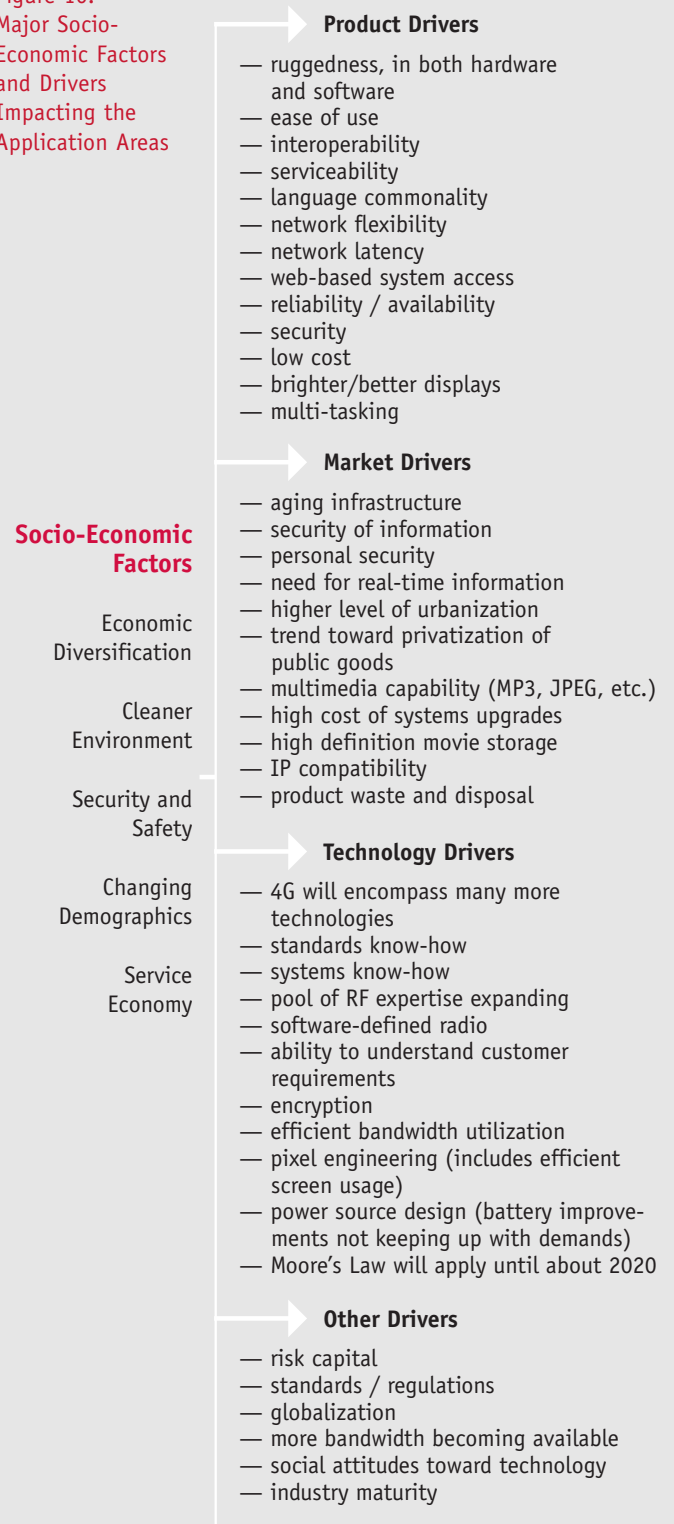 Major Socio-
Economic Factors
and Drivers
Impacting the
Application Areas
Product Drivers
— ruggedness, in both hardware
and software
— ease of use
— interoperability
— serviceability
— language commonality
— network flexibility
— network latency
— web-based system access
— reliability / availability
— security
— low cost
— brighter/better displays
— multi-tasking
Socio-Economic
Factors
Economic
Diversification
Cleaner
Environment
Security and
Safety
Changing
Demographics
Service
Economy
Market Drivers
— aging infrastructure
— security of information
— personal security
— need for real-time information
— higher level of urbanization
— trend toward privatization of
public goods
— multimedia capability (MP3, JPEG, etc.)
— high cost of systems upgrades
— high definition movie storage
— IP compatibility
— product waste and disposal
Technology Drivers
— 4G will encompass many more
technologies
— standards know-how
— systems know-how
— pool of RF expertise expanding
— software-defined radio
— ability to understand customer
requirements
— encryption
— efficient bandwidth utilization
— pixel engineering (includes efficient
screen usage)
— power source design (battery improve-
ments not keeping up with demands)
— Moore's Law will apply until about 2020
Other Drivers
— risk capital
— standards / regulations
— globalization
— more bandwidth becoming available
— social attitudes toward technology
— industry maturity